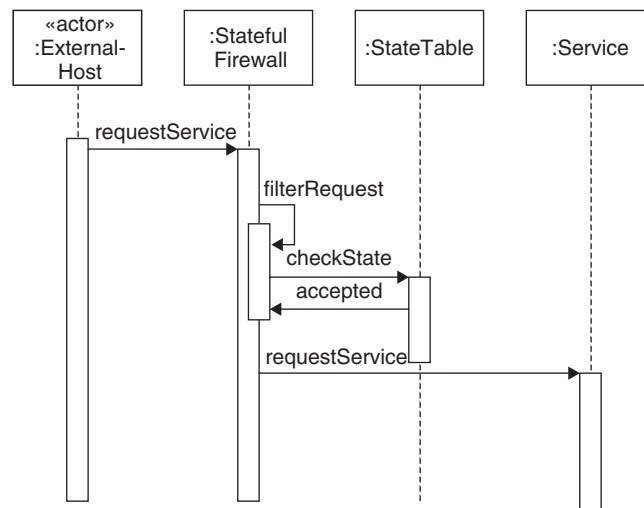 «actor»
:External-
Host
:Stateful
Firewall
:StateTable
:Service
requestService
filterRequest
checkState
accepted
requestService